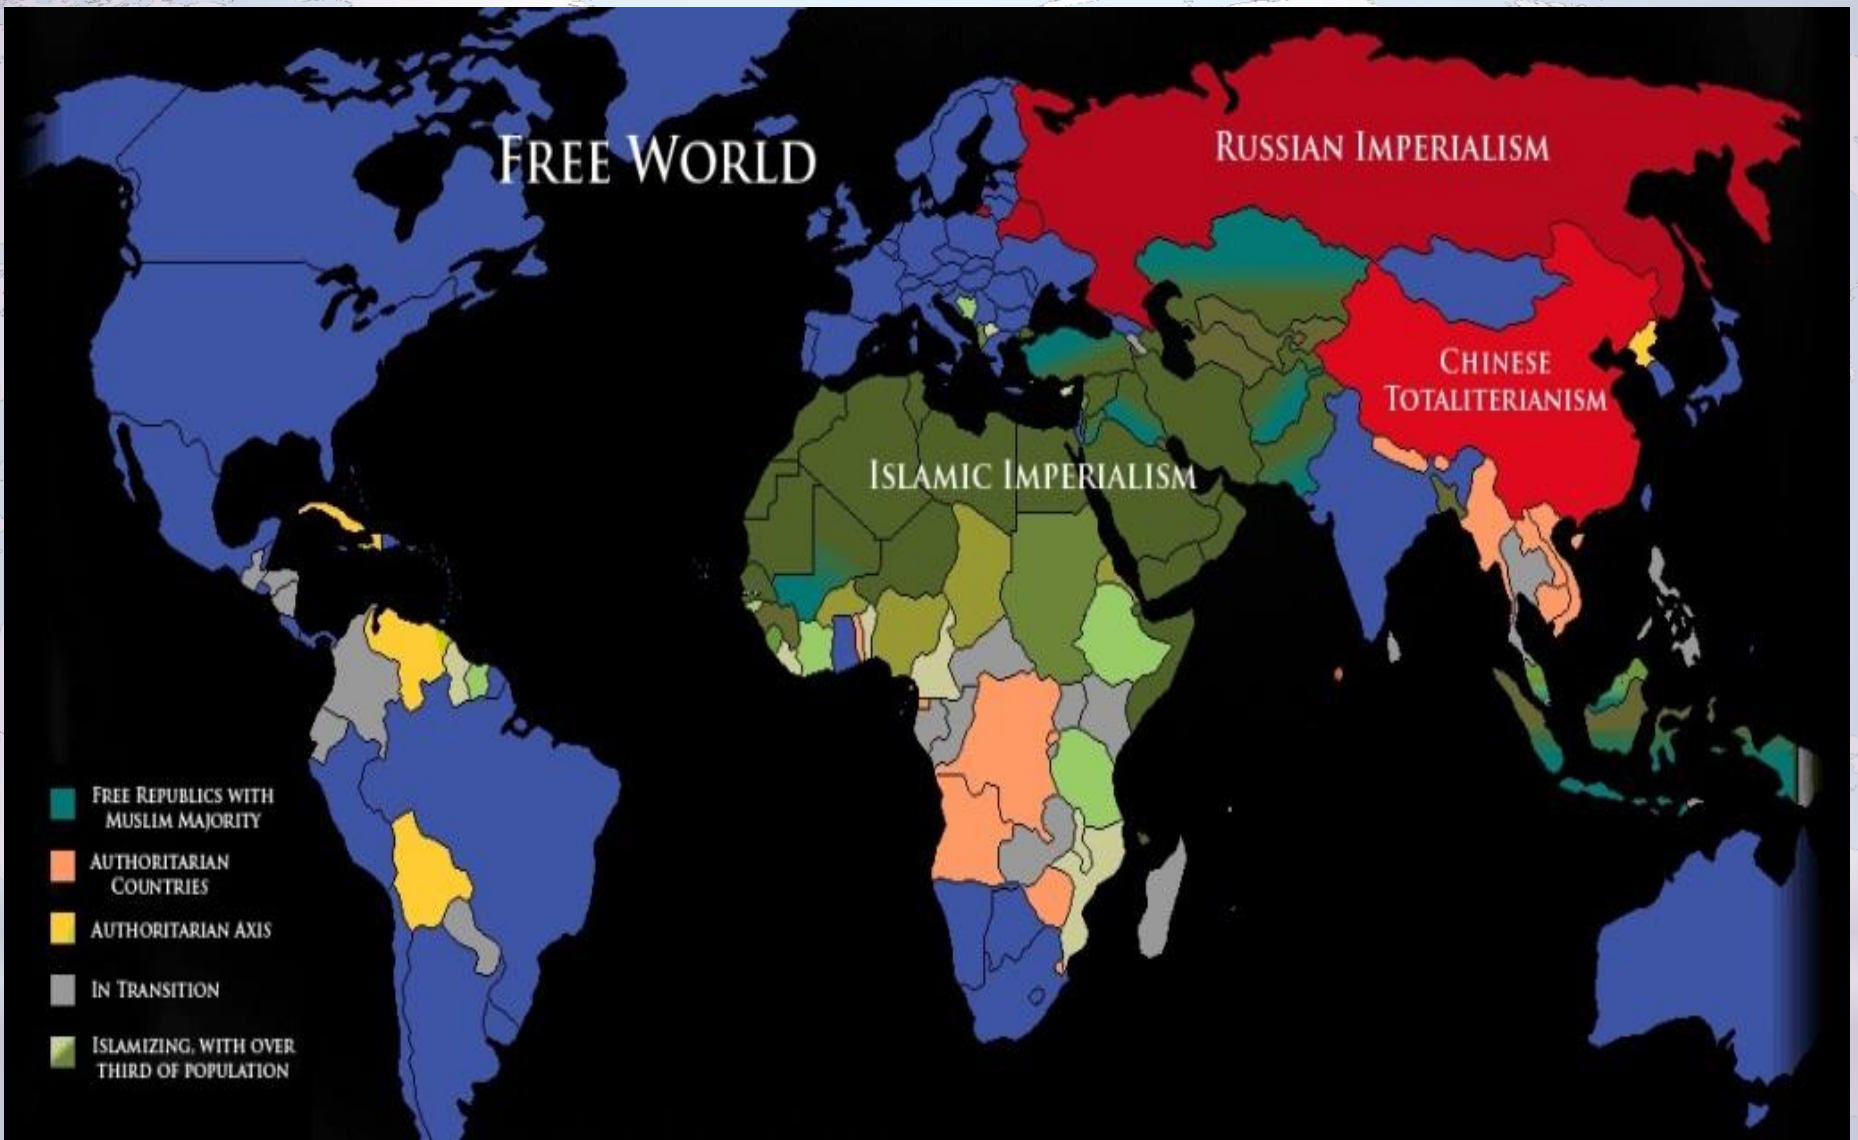 FREE WORLD
RUSSIAN IMPERIALISM
CHINESE
TOTALITERIANISM
ISLAMIC IMPERIALISM
FREE REPUBLICS WITH
MUSLIM MAJORITY
AUTHORITARIAN
COUNTRIES
AUTHORITARIAN AXIS
IN TRANSITION
ISLAMIZING, WITH OVER
THIRD OF POPULATION